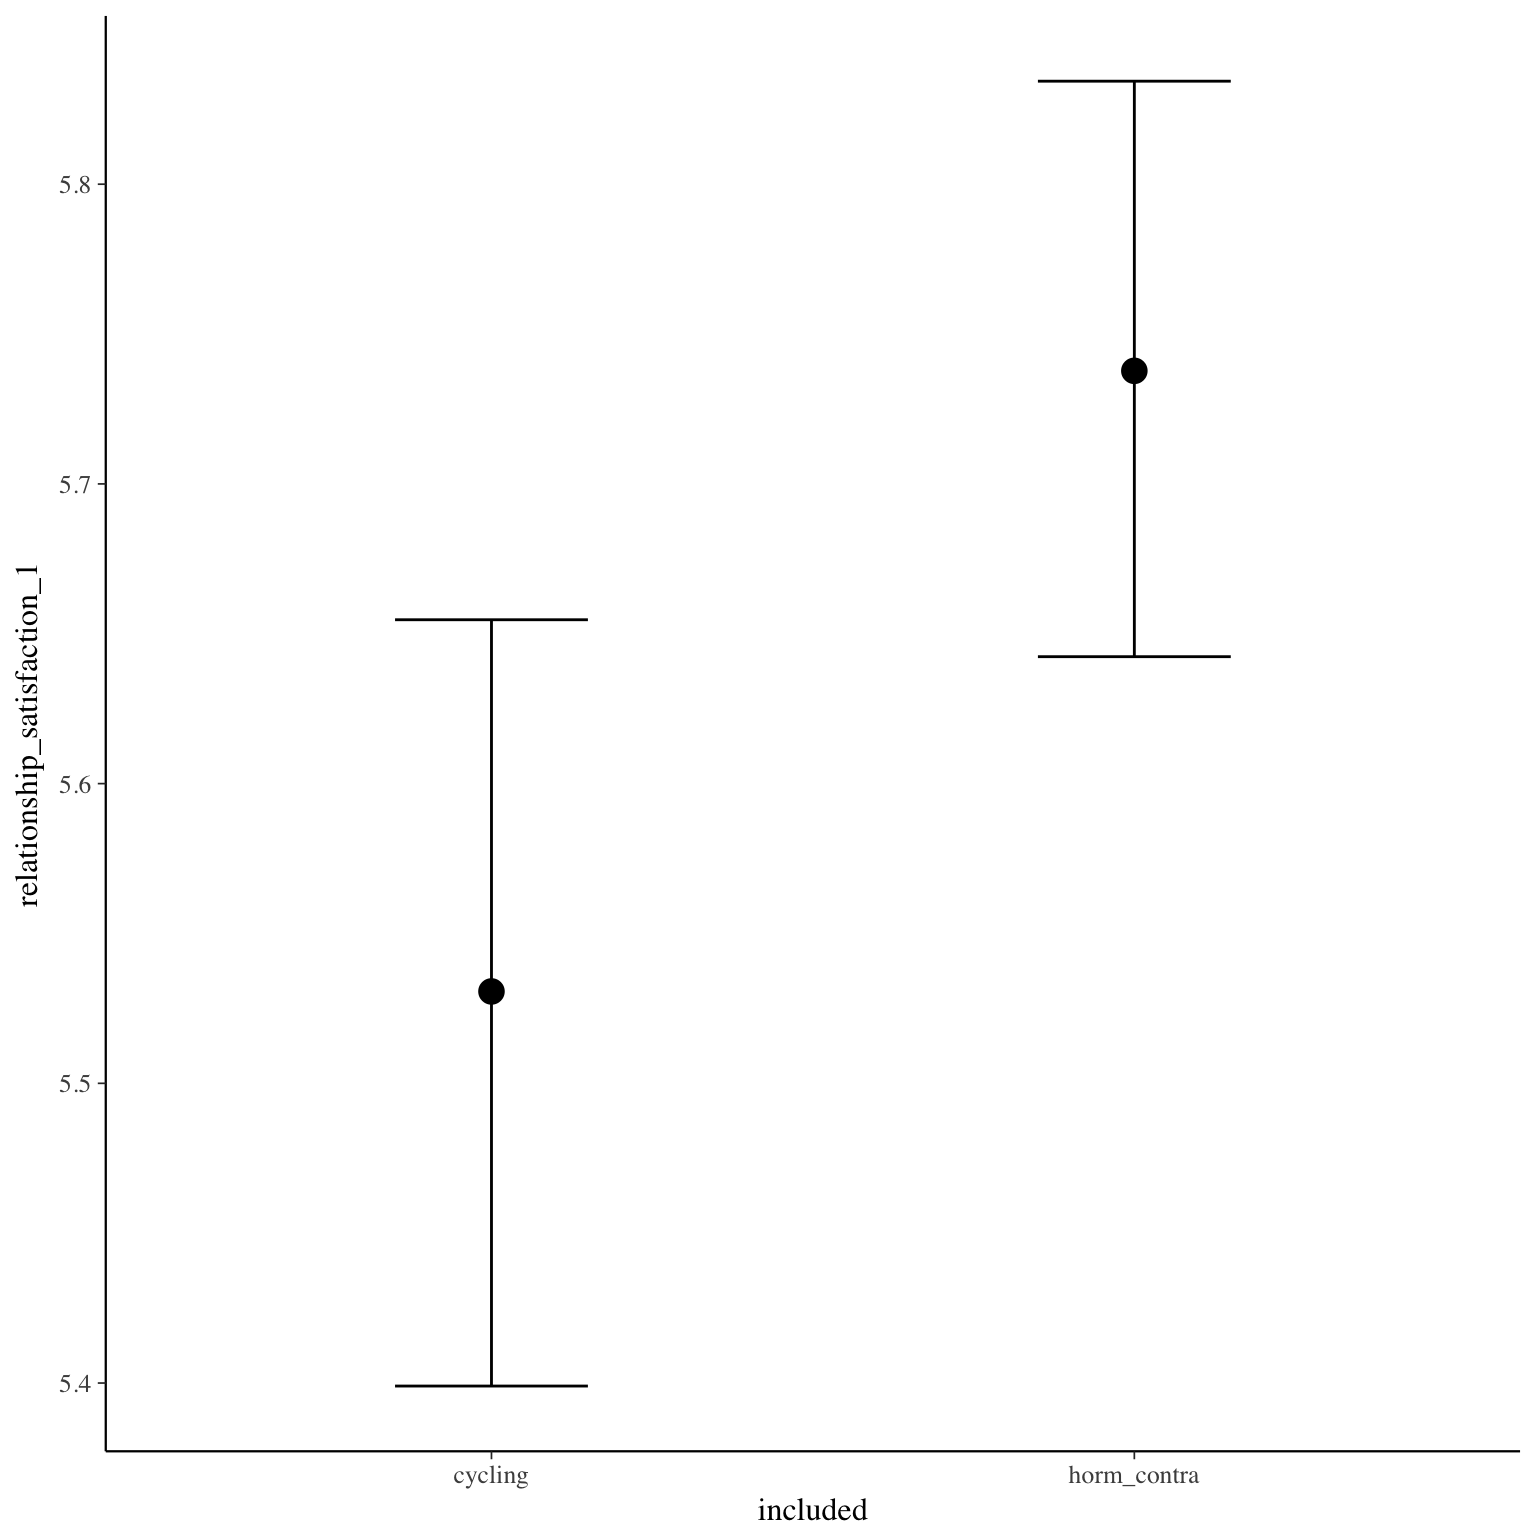 relationship_satisfaction_1
5.8
5.7
5.6
5.5
5.4
cycling
horm_contra
included